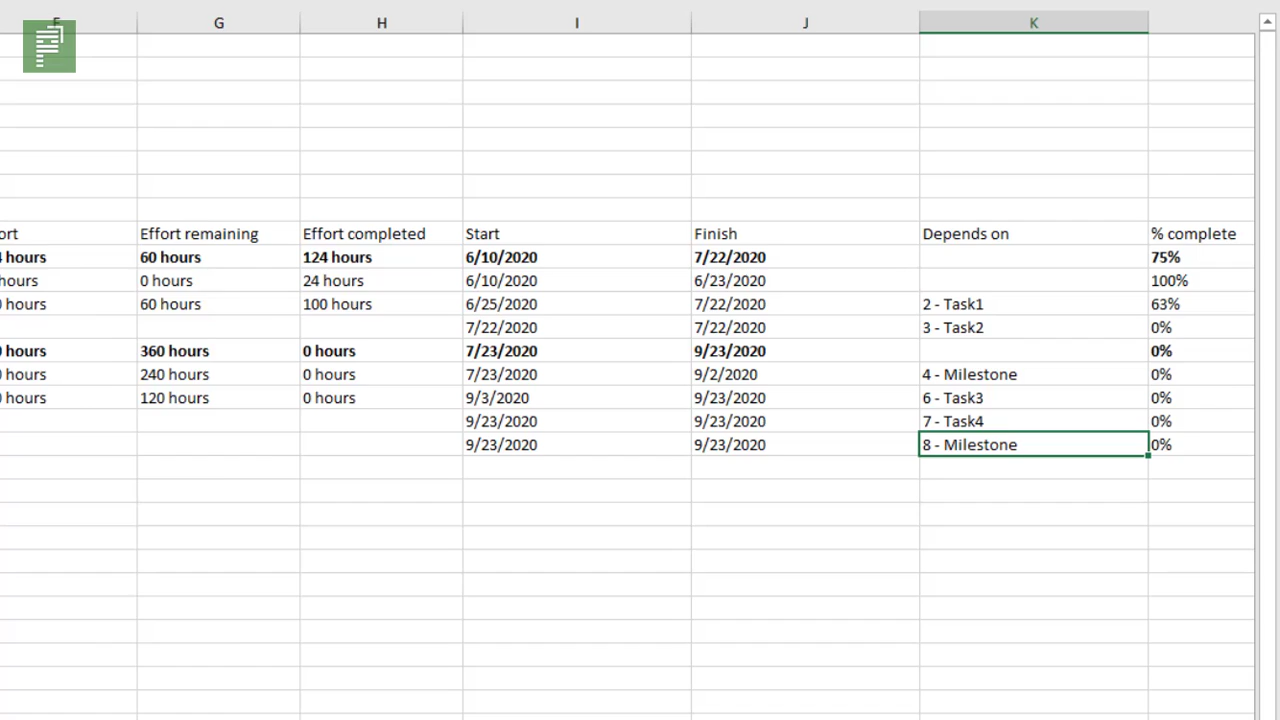 F G H I J K
ort Effort remaining Effort completed Start Finish Depends on % complete
hours 60 hours 124 hours 6/10/2020 7/22/2020 75%
hours 0 hours 24 hours 6/10/2020 6/23/2020 100%
hours 60 hours 100 hours 6/25/2020 7/22/2020 2 - Task1 63%
7/22/2020 7/22/2020 3 - Task2 0%
hours 360 hours 0 hours 7/23/2020 9/23/2020 0%
hours 240 hours 0 hours 7/23/2020 9/2/2020 4 - Milestone 0%
hours 120 hours 0 hours 9/3/2020 9/23/2020 6 - Task3 0%
9/23/2020 9/23/2020 7 - Task4 0%
9/23/2020 9/23/2020 8 - Milestone 0%